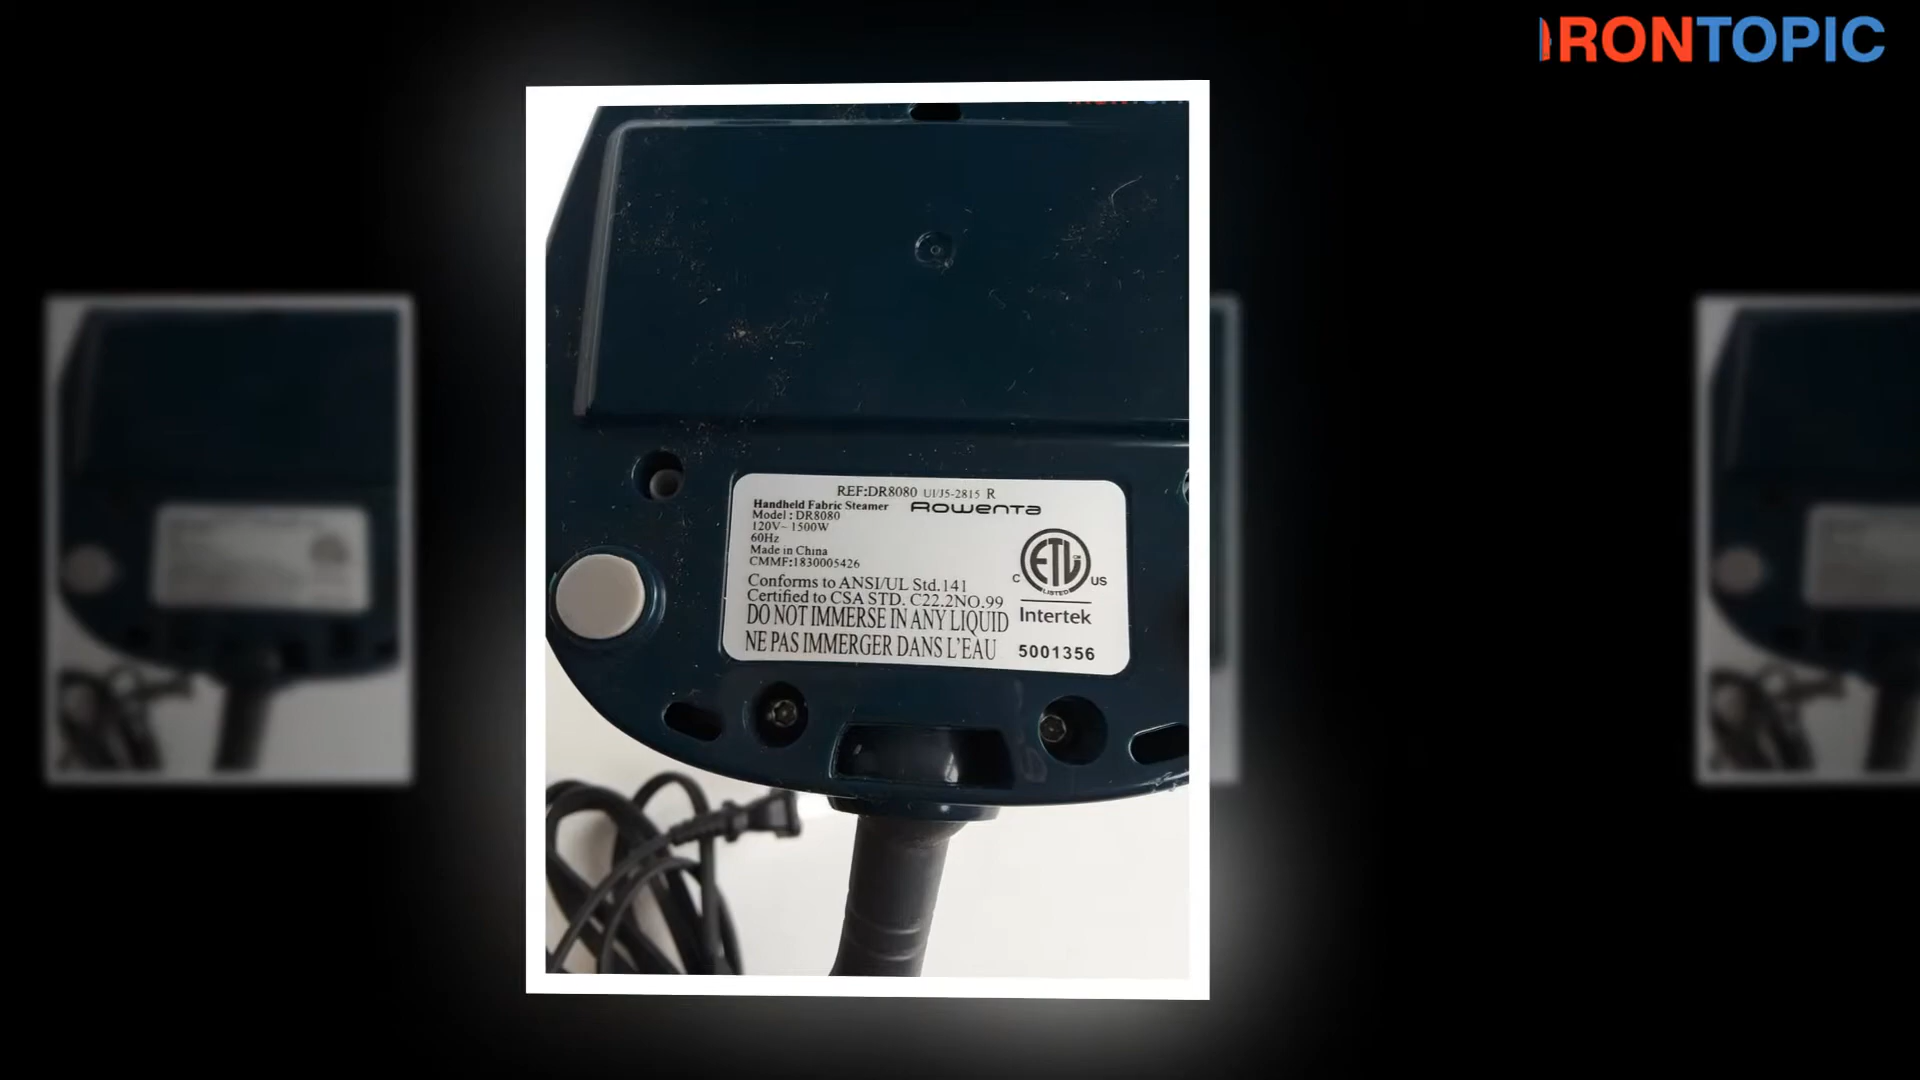 IRONTOPIC
REF:DR8080 U1/J5-2815 R
Handheld Fabric Steamer ROWENTA
Model : DR8080
120V~ 1500W
60Hz
Made in China
CMMF:1830005426
Conforms to ANSI/UL Std.141
Certified to CSA STD. C22.2NO.99
DO NOT IMMERSE IN ANY LIQUID
NE PAS IMMERGER DANS L'EAU
C ETL CM US
LISTED
Intertek
5001356